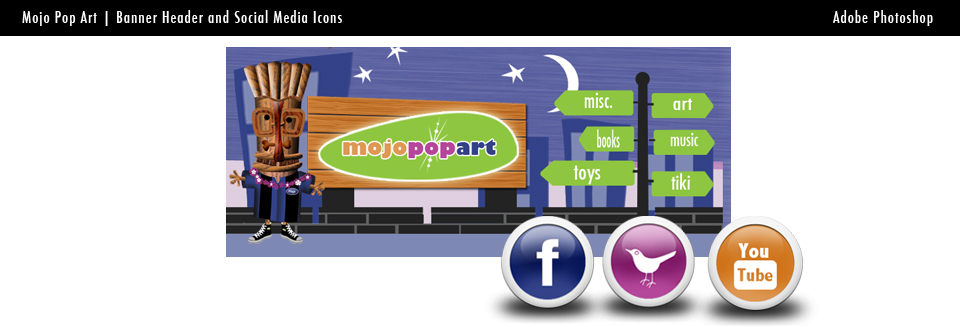 Mojo Pop Art | Banner Header and Social Media Icons
Adobe Photoshop
mojopopart
misc.
art
books
music
toys
tiki
f
You
Tube